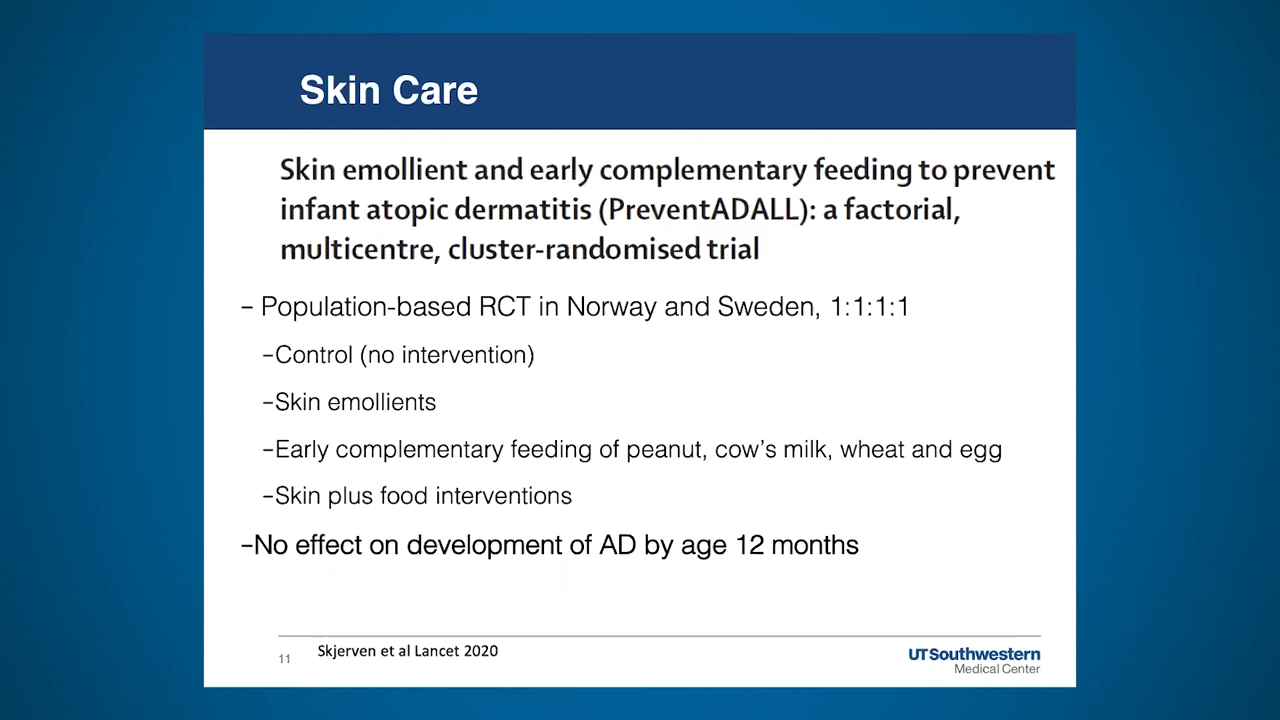 Skin Care
Skin emollient and early complementary feeding to prevent
infant atopic dermatitis (PreventADALL): a factorial,
multicentre, cluster-randomised trial
– Population-based RCT in Norway and Sweden, 1:1:1:1
–Control (no intervention)
–Skin emollients
–Early complementary feeding of peanut, cow’s milk, wheat and egg
–Skin plus food interventions
–No effect on development of AD by age 12 months
11
Skjerven et al Lancet 2020
UTSouthwestern
Medical Center